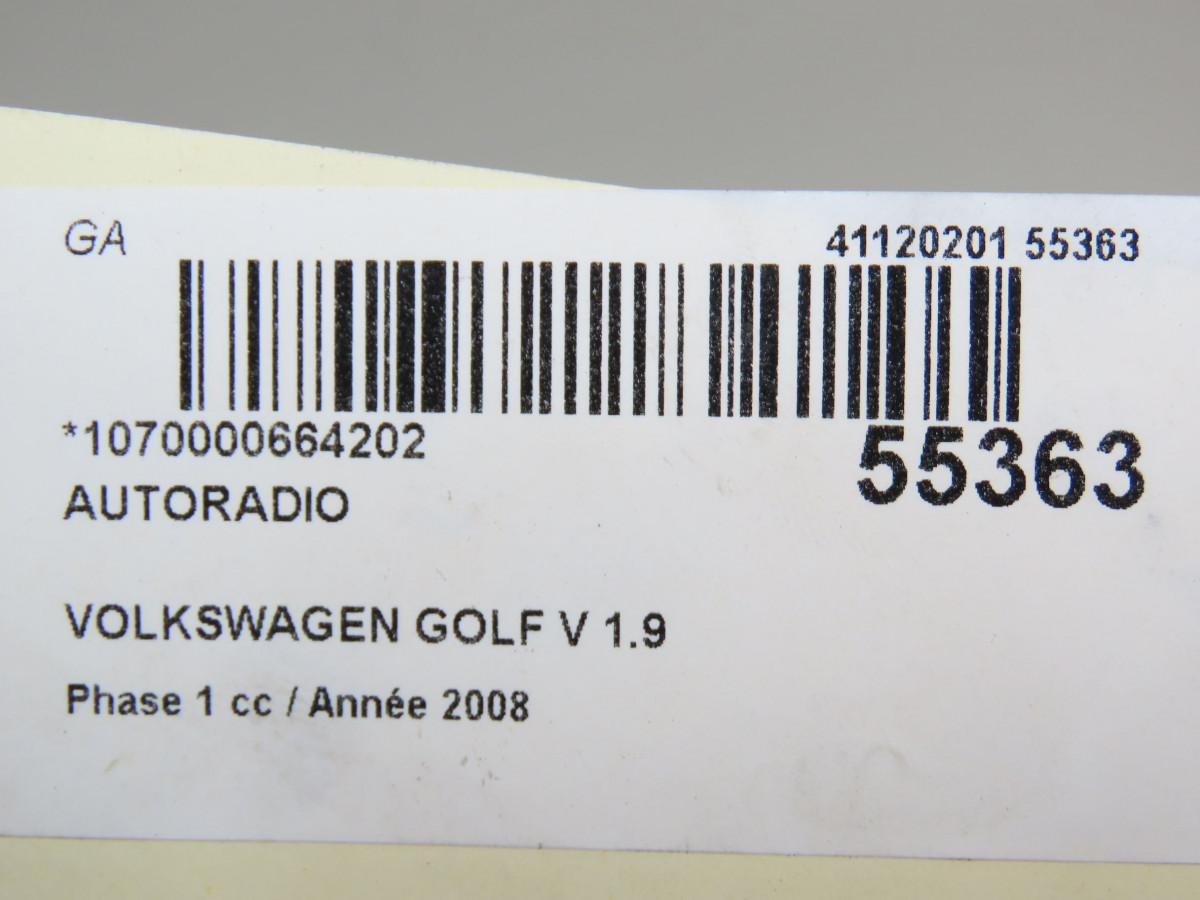 GA
41120201 55363
*1070000664202
55363
AUTORADIO
VOLKSWAGEN GOLF V 1.9
Phase 1 cc / Année 2008